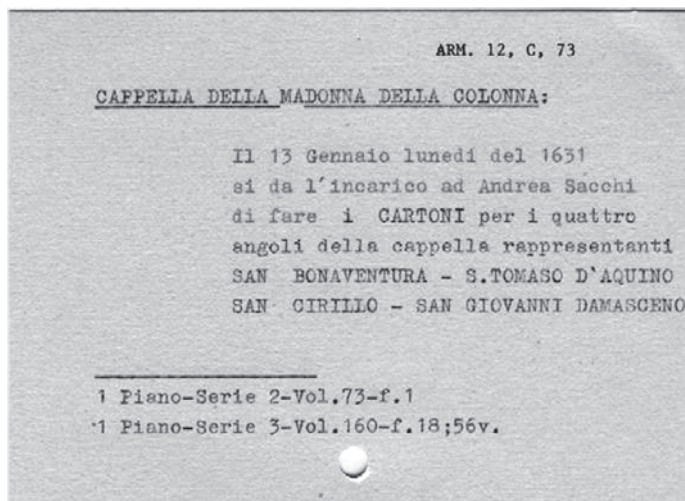 ARM. 12, C, 73
CAPPELLA DELLA MADONNA DELLA COLONNA:
Il 13 Gennaio lunedi del 1631
si da l'incarico ad Andrea Sacchi
di fare i CARTONI per i quattro
angoli della cappella rappresentanti
SAN BONAVENTURA - S.TOMASO D'AQUINO
SAN CIRILLO - SAN GIOVANNI DAMASCENO
1 Piano-Serie 2-Vol.73-f.1
1 Piano-Serie 3-Vol.160-f.18;56v.